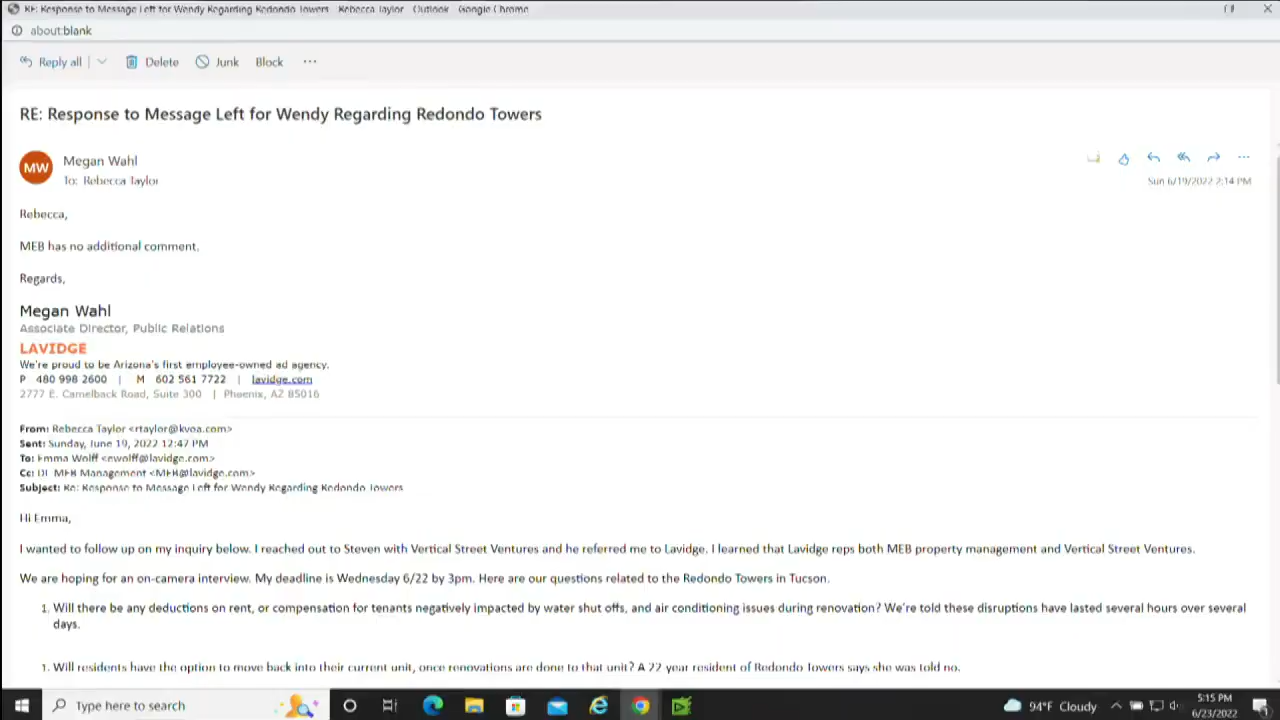 RE: Response to Message Left for Wendy Regarding Redondo Towers - Rebecca Taylor - Outlook - Google Chrome
about:blank
Reply all | Delete Junk Block ...
RE: Response to Message Left for Wendy Regarding Redondo Towers
MW
Megan Wahl
To: Rebecca Taylor
Sun 6/19/2022 2:14 PM
Rebecca,
MEB has no additional comment.
Regards,
Megan Wahl
Associate Director, Public Relations
LAVIDGE
We're proud to be Arizona's first employee-owned ad agency.
P 480 998 2600 | M 602 561 7722 | lavidge.com
2777 E. Camelback Road, Suite 300 | Phoenix, AZ 85016
From: Rebecca Taylor <rtaylor@kvoa.com>
Sent: Sunday, June 19, 2022 12:47 PM
To: Emma Wolff <ewolff@lavidge.com>
Cc: DL MEB Management <MEB@lavidge.com>
Subject: Re: Response to Message Left for Wendy Regarding Redondo Towers
Hi Emma,
I wanted to follow up on my inquiry below. I reached out to Steven with Vertical Street Ventures and he referred me to Lavidge. I learned that Lavidge reps both MEB property management and Vertical Street Ventures.
We are hoping for an on-camera interview. My deadline is Wednesday 6/22 by 3pm. Here are our questions related to the Redondo Towers in Tucson.
1. Will there be any deductions on rent, or compensation for tenants negatively impacted by water shut offs, and air conditioning issues during renovation? We're told these disruptions have lasted several hours over several
days.
1. Will residents have the option to move back into their current unit, once renovations are done to that unit? A 22 year resident of Redondo Towers says she was told no.
Type here to search
94°F Cloudy
5:15 PM
6/23/2022